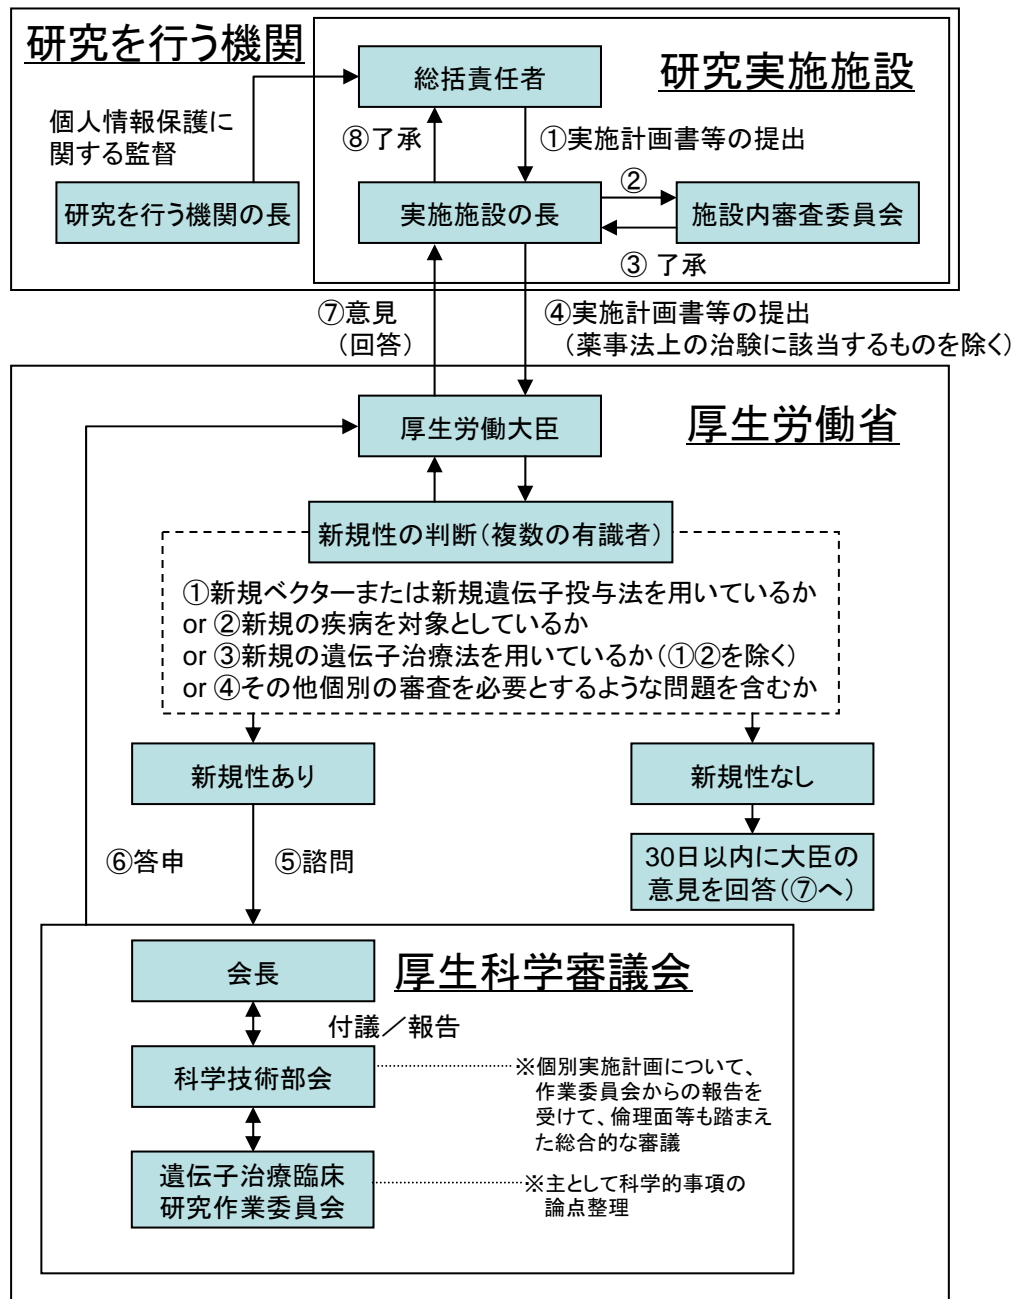 研究を行う機関
研究実施施設
総括責任者
個人情報保護に
関する監督
⑧了承
①実施計画書等の提出
研究を行う機関の長
実施施設の長
②
施設内審査委員会
③ 了承
⑦意見
（回答）
④実施計画書等の提出
（薬事法上の治験に該当するものを除く）
厚生労働省
厚生労働大臣
新規性の判断（複数の有識者）
①新規ベクターまたは新規遺伝子投与法を用いているか
or ②新規の疾病を対象としているか
or ③新規の遺伝子治療法を用いているか（①②を除く）
or ④その他個別の審査を必要とするような問題を含むか
新規性あり
新規性なし
⑥答申
⑤諮問
30日以内に大臣の
意見を回答（⑦へ）
厚生科学審議会
会長
付議／報告
科学技術部会
※個別実施計画について、
作業委員会からの報告を
受けて、倫理面等も踏まえ
た総合的な審議
遺伝子治療臨床
研究作業委員会
※主として科学的事項の
論点整理